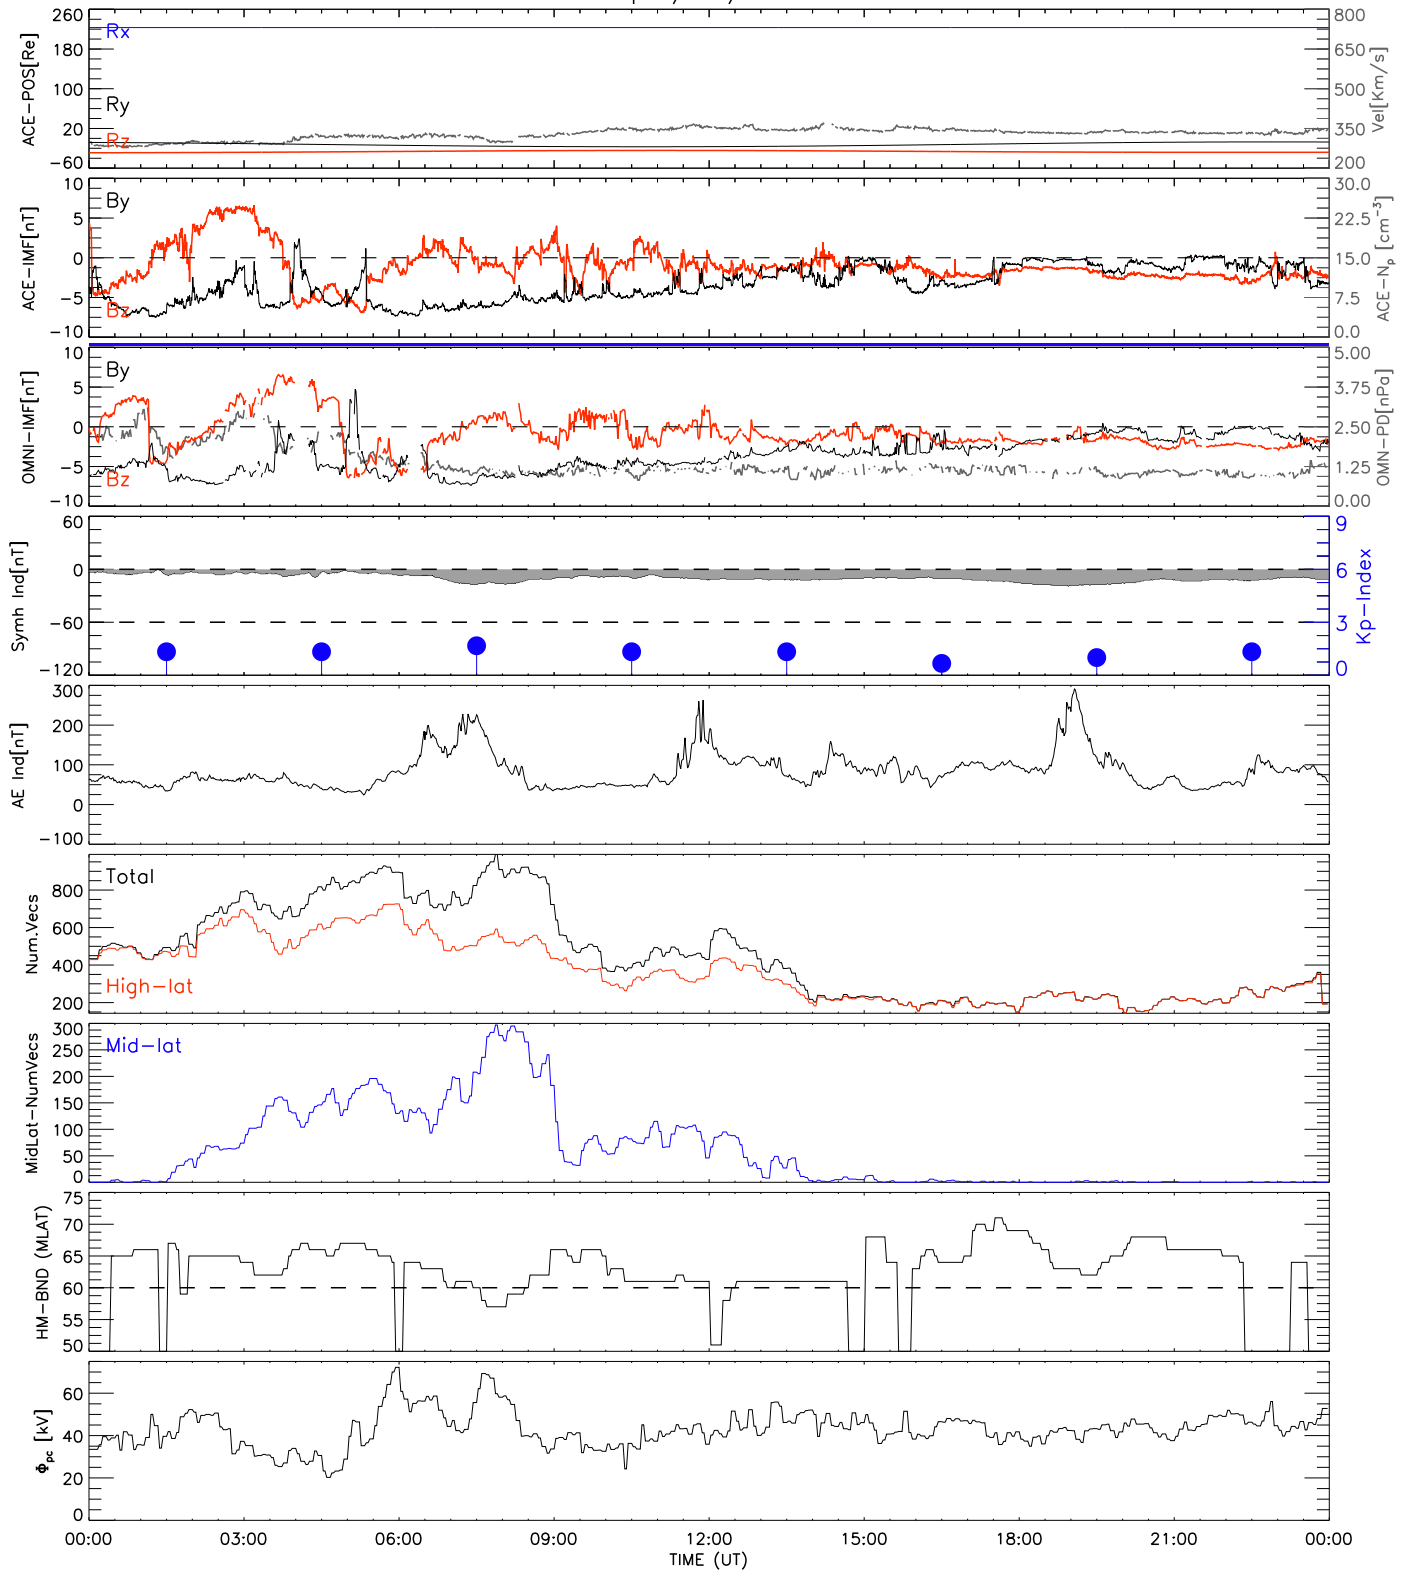 260
180
100
20
−60
ACE−POS[Re]
Rx
Ry
Rz
800
650
500
350
200
Vel[Km/s]
10
5
0
−5
−10
ACE−IMF[nT]
By
Bz
30.0
22.5
15.0
7.5
0.0
ACE−Np [cm−3]
10
5
0
−5
−10
OMNI−IMF[nT]
By
Bz
5.00
3.75
2.50
1.25
0.00
OMN−PD[nPa]
60
0
−60
−120
Symh Ind[nT]
9
6
3
0
Kp−Index
300
200
100
0
−100
AE Ind[nT]
800
600
400
200
Num.Vecs
Total
High−lat
300
250
200
150
100
50
0
MidLat−NumVecs
Mid−lat
75
70
65
60
55
50
HM−BND (MLAT)
60
40
20
0
Φpc [kV]
00:00 03:00 06:00 09:00 12:00 15:00 18:00 21:00 00:00
TIME (UT)